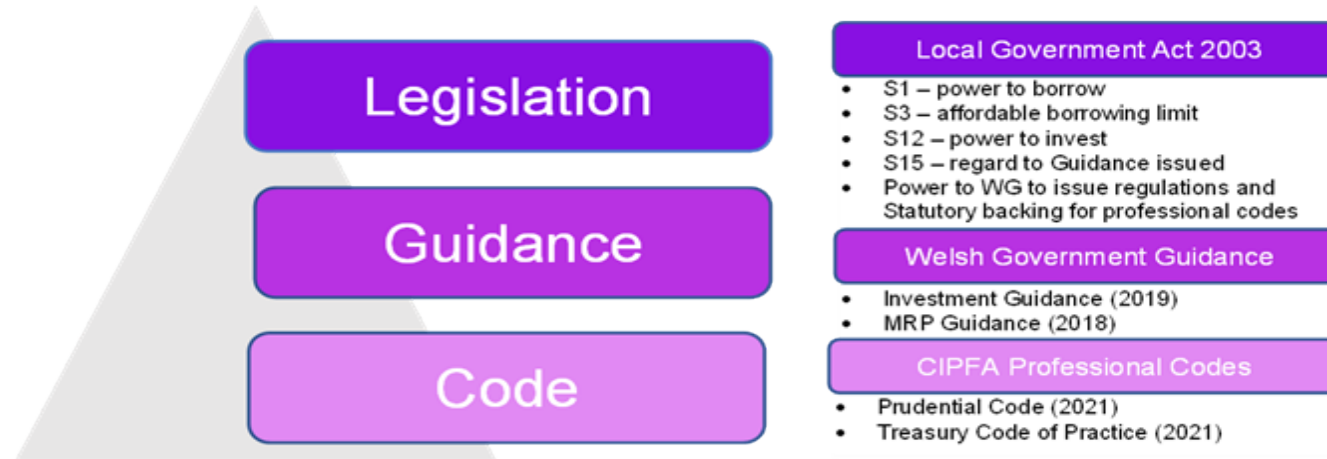 Legislation
Guidance
Code
Local Government Act 2003
• S1 – power to borrow
• S3 – affordable borrowing limit
• S12 – power to invest
• S15 – regard to Guidance issued
• Power to WG to issue regulations and
Statutory backing for professional codes
Welsh Government Guidance
• Investment Guidance (2019)
• MRP Guidance (2018)
CIPFA Professional Codes
• Prudential Code (2021)
• Treasury Code of Practice (2021)